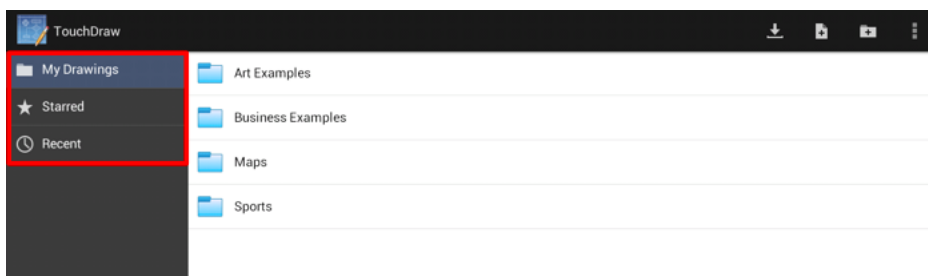 TouchDraw
My Drawings
Starred
Recent
Art Examples
Business Examples
Maps
Sports